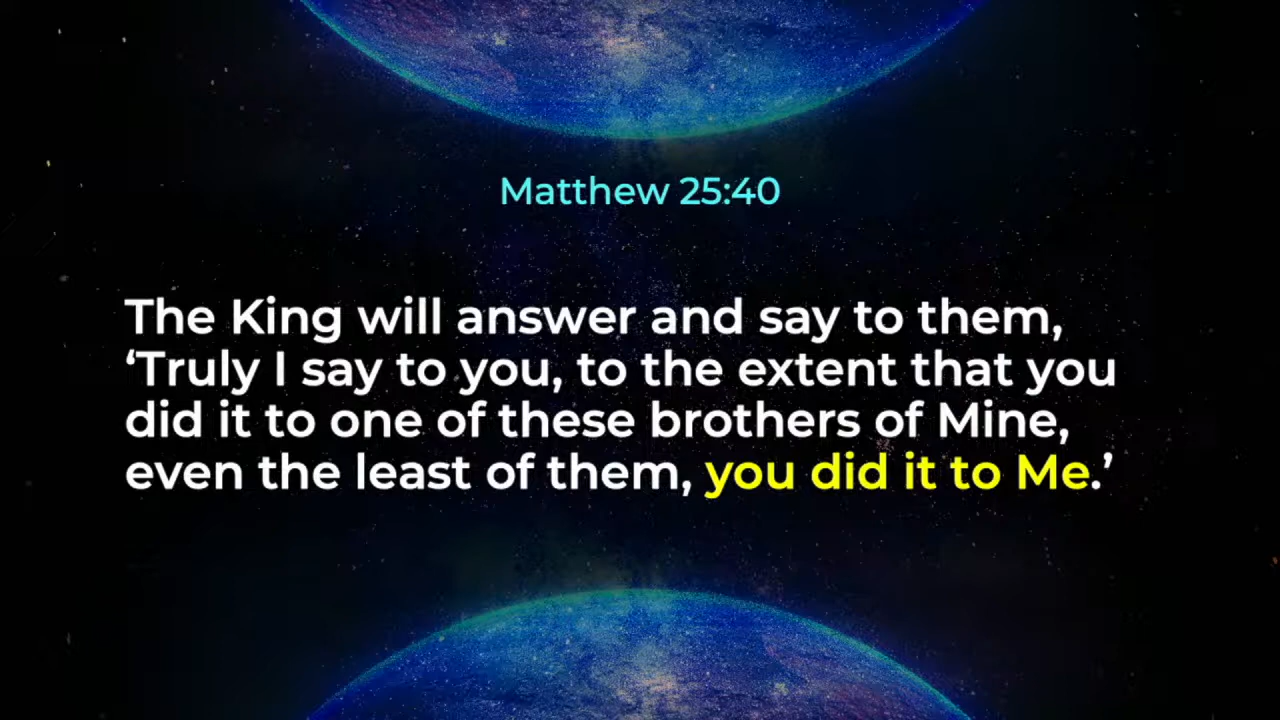 Matthew 25:40
The King will answer and say to them,
‘Truly I say to you, to the extent that you
did it to one of these brothers of Mine,
even the least of them, you did it to Me.’